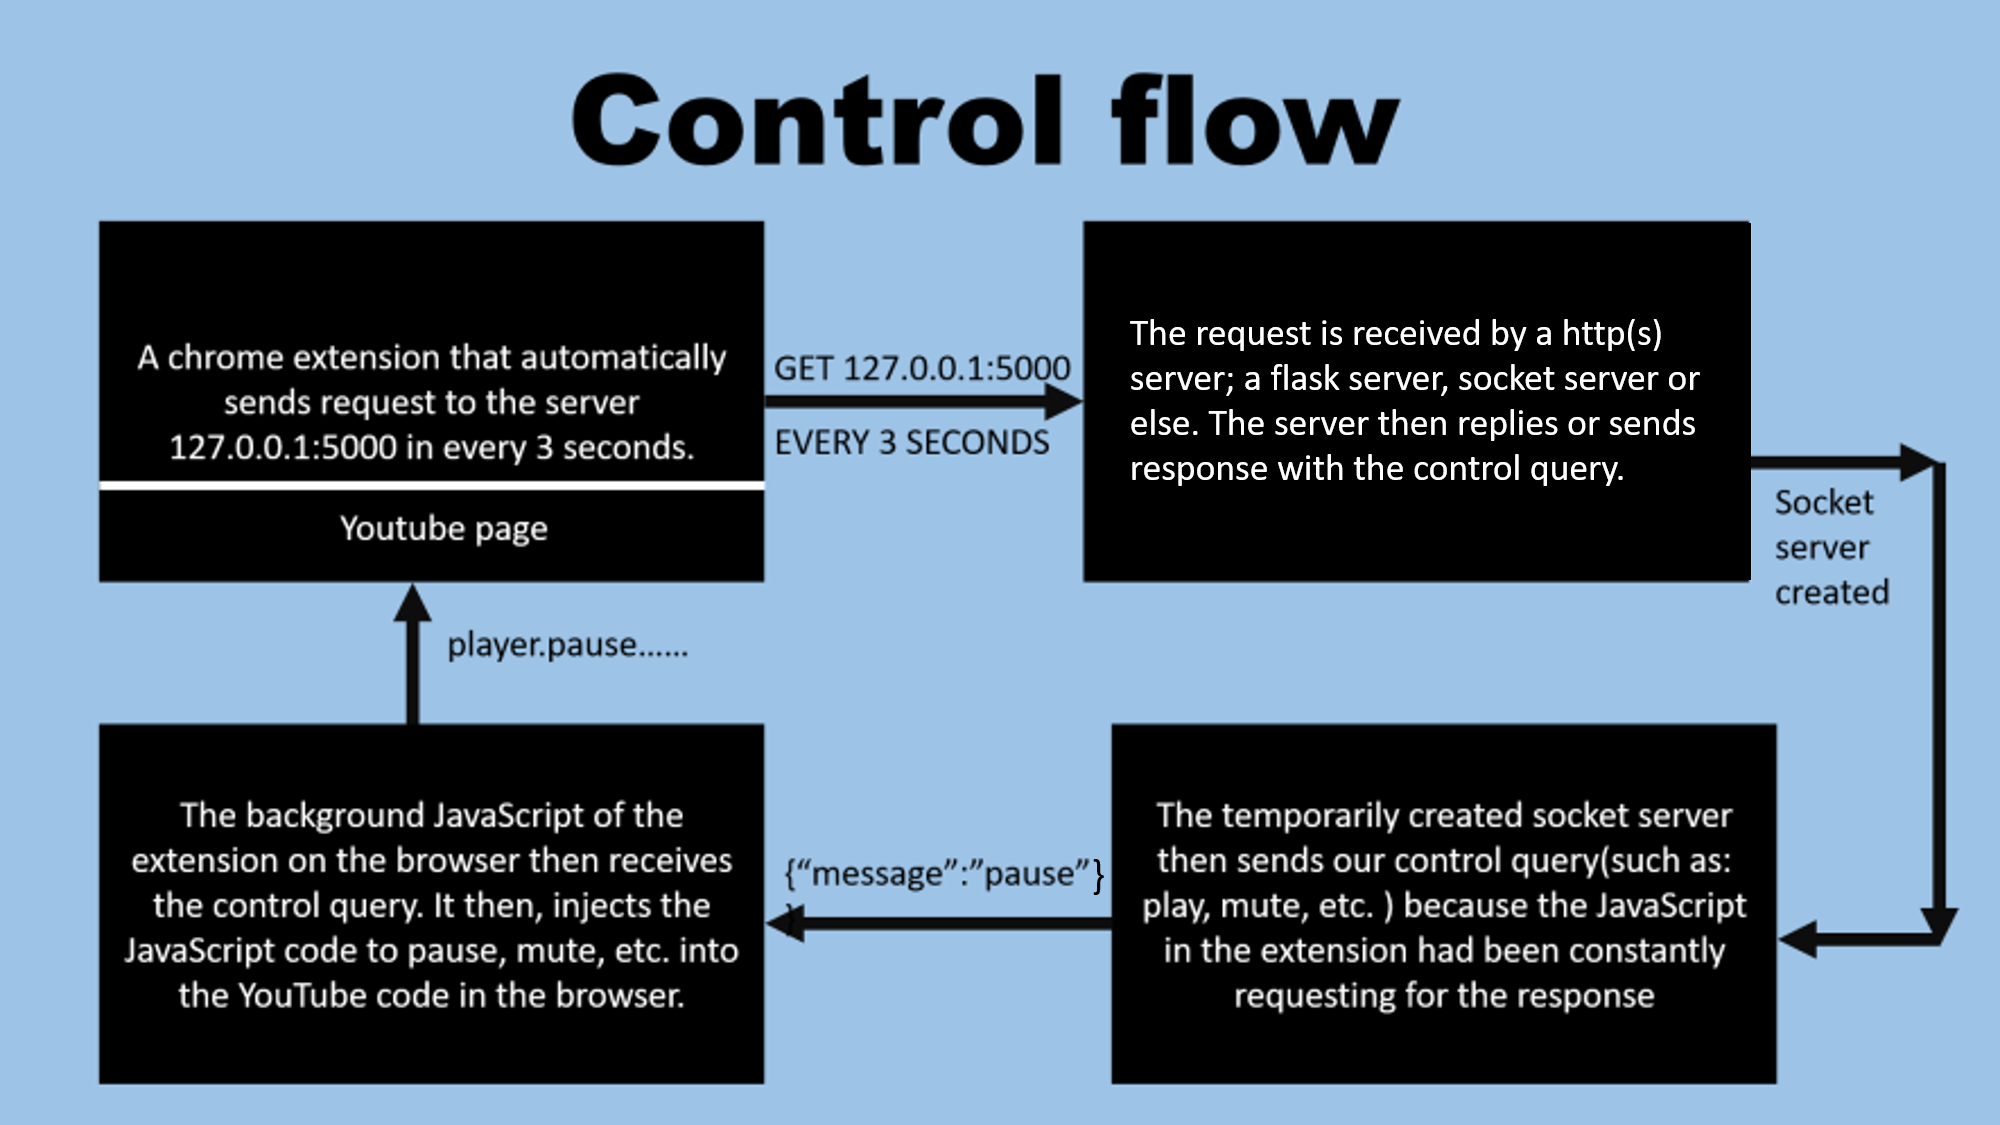 Control flow
A chrome extension that automatically
sends request to the server
127.0.0.1:5000 in every 3 seconds.
Youtube page
GET 127.0.0.1:5000
EVERY 3 SECONDS
The request is received by a http(s)
server; a flask server, socket server or
else. The server then replies or sends
response with the control query.
Socket
server
created
The temporarily created socket server
then sends our control query(such as:
play, mute, etc. ) because the JavaScript
in the extension had been constantly
requesting for the response
{“message”:”pause”}
}
The background JavaScript of the
extension on the browser then receives
the control query. It then, injects the
JavaScript code to pause, mute, etc. into
the YouTube code in the browser.
player.pause......